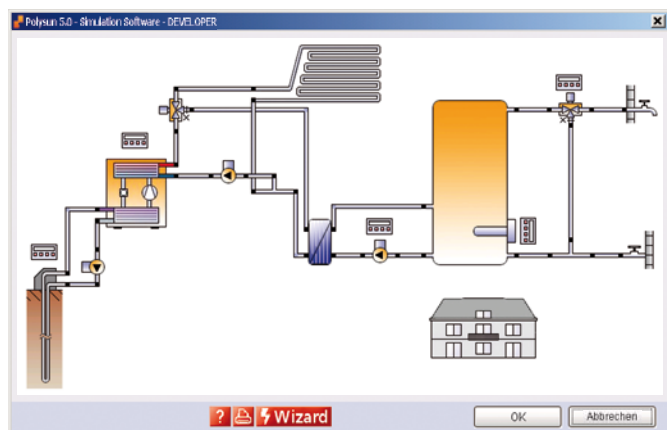 Polysun 5.0 - Simulation Software - DEVELOPER
? Wizard
OK
Abbrechen